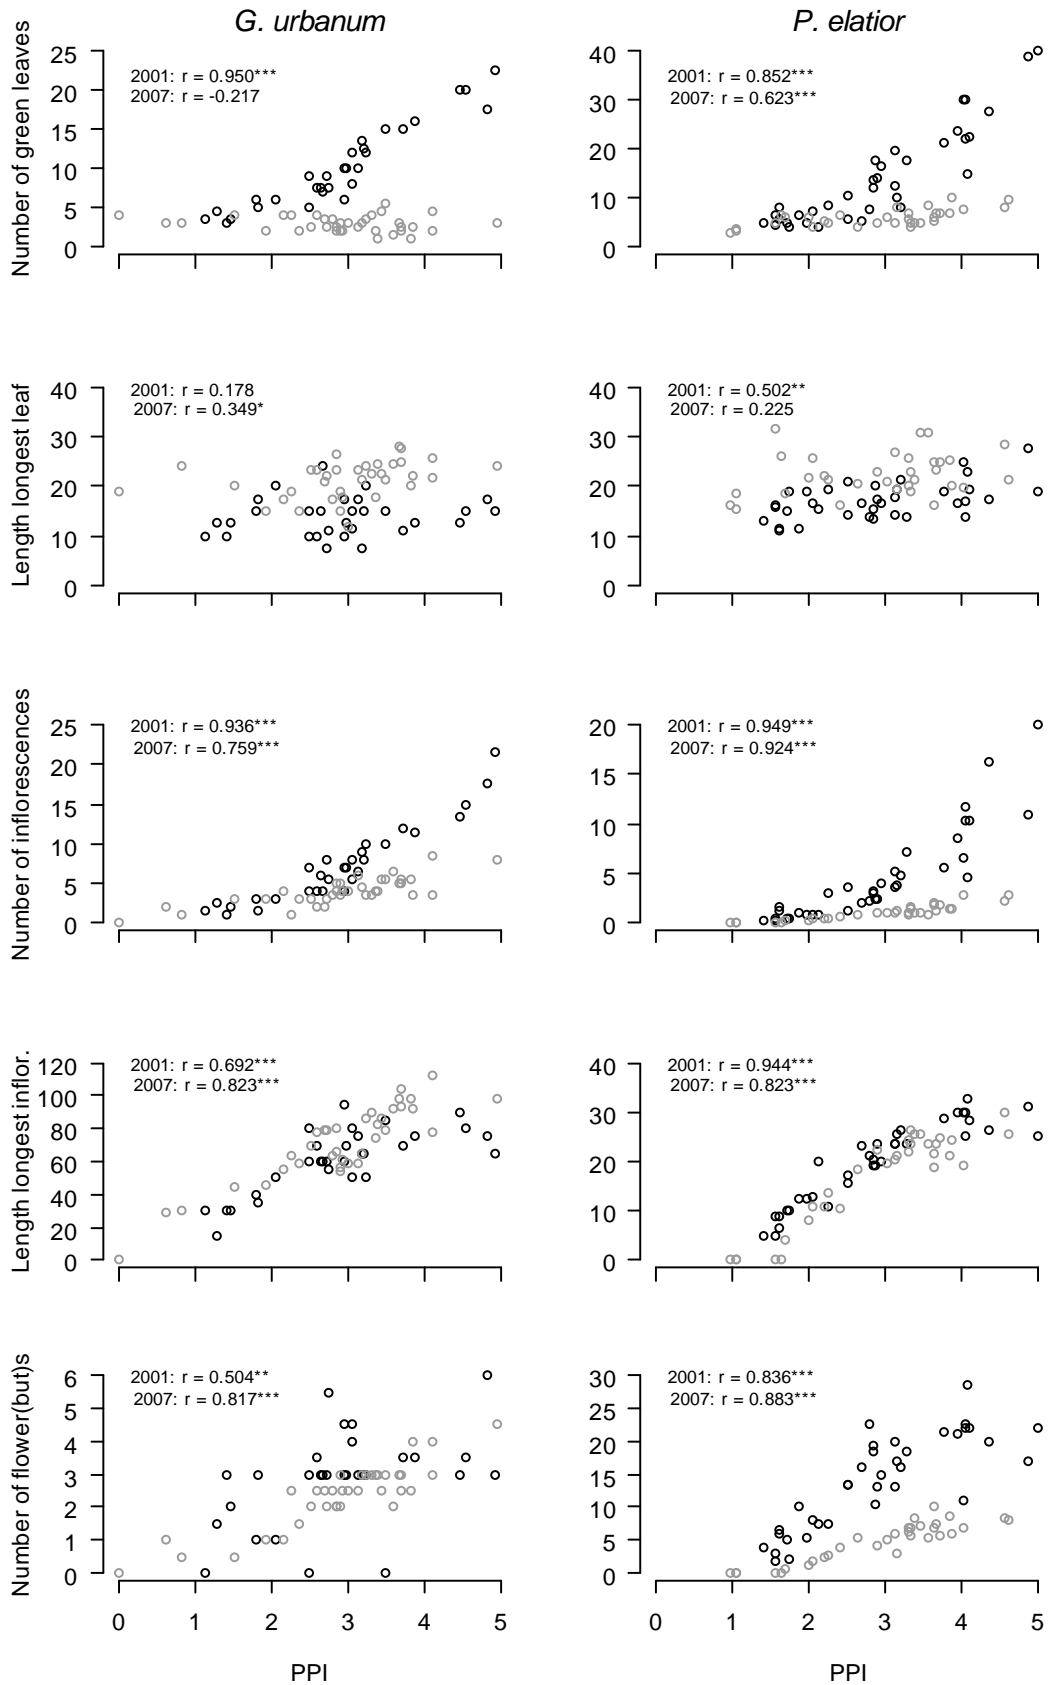 G. urbanum
P. elatior
Number of green leaves
25
20
15
10
5
0
2001: r = 0.950***
2007: r = -0.217
40
30
20
10
0
2001: r = 0.852***
2007: r = 0.623***
Length longest leaf
40
30
20
10
0
2001: r = 0.178
2007: r = 0.349*
40
30
20
10
0
2001: r = 0.502**
2007: r = 0.225
Number of inflorescences
25
20
15
10
5
0
2001: r = 0.936***
2007: r = 0.759***
20
15
10
5
0
2001: r = 0.949***
2007: r = 0.924***
Length longest inflor.
120
100
80
60
40
20
0
2001: r = 0.692***
2007: r = 0.823***
40
30
20
10
0
2001: r = 0.944***
2007: r = 0.823***
Number of flower(but)s
6
5
4
3
2
1
0
2001: r = 0.504**
2007: r = 0.817***
0 1 2 3 4 5
PPI
30
25
20
15
10
5
0
2001: r = 0.836***
2007: r = 0.883***
0 1 2 3 4 5
PPI